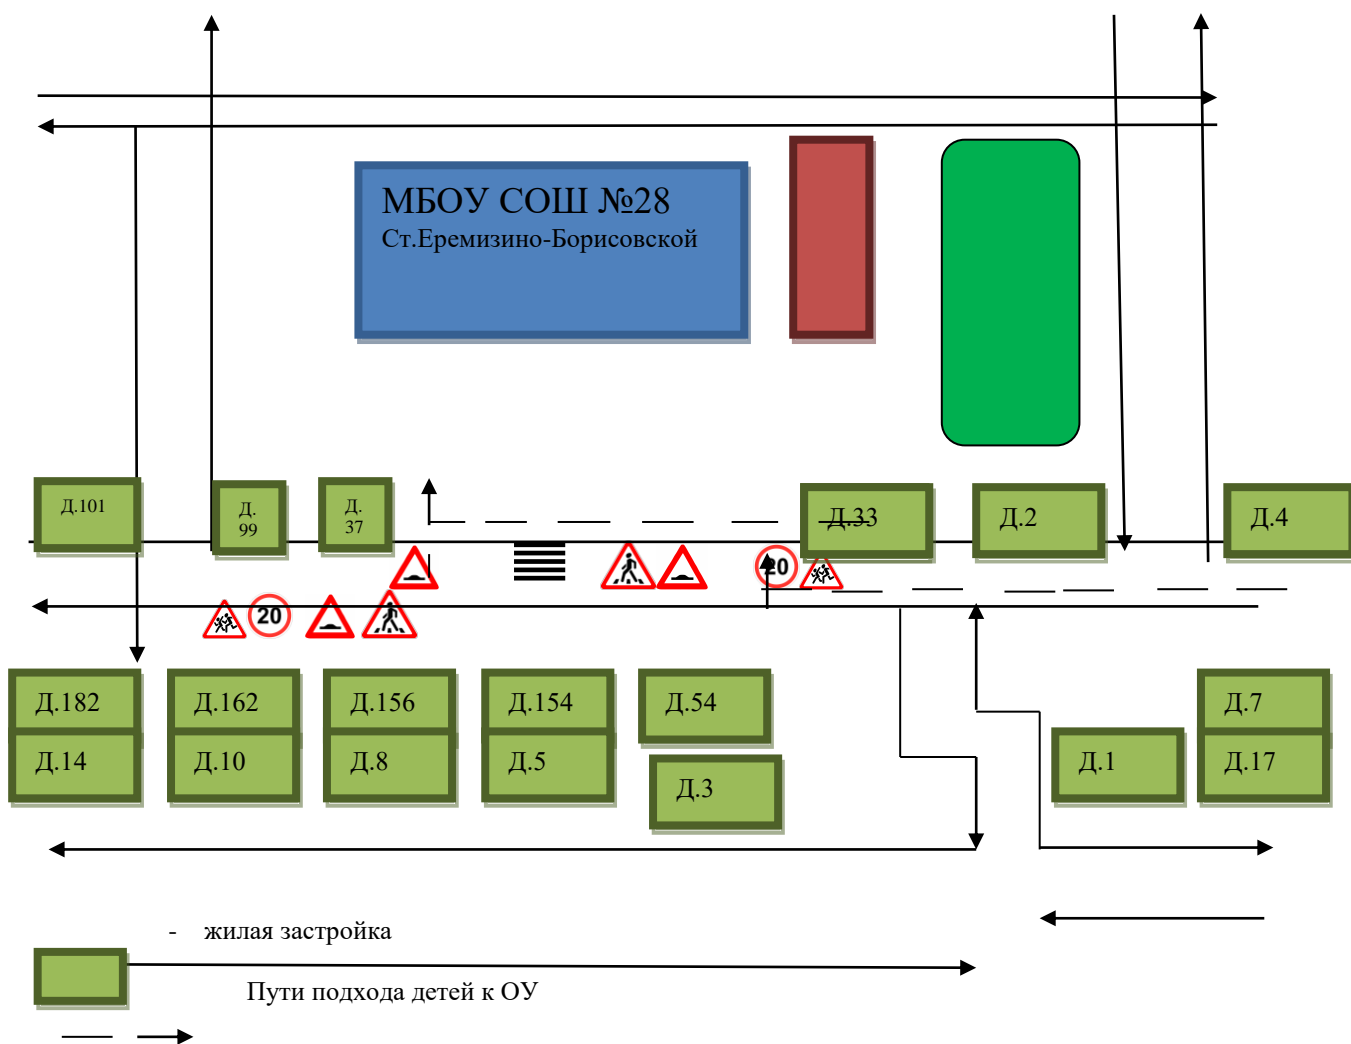 МБОУ СОШ №28
Ст.Еремизино-Борисовской
Д.101
Д.
99
Д.
37
Д.33
Д.2
Д.4
20
20
Д.182
Д.162
Д.156
Д.154
Д.54
Д.7
Д.14
Д.10
Д.8
Д.5
Д.3
Д.1
Д.17
- жилая застройка
Пути подхода детей к ОУ